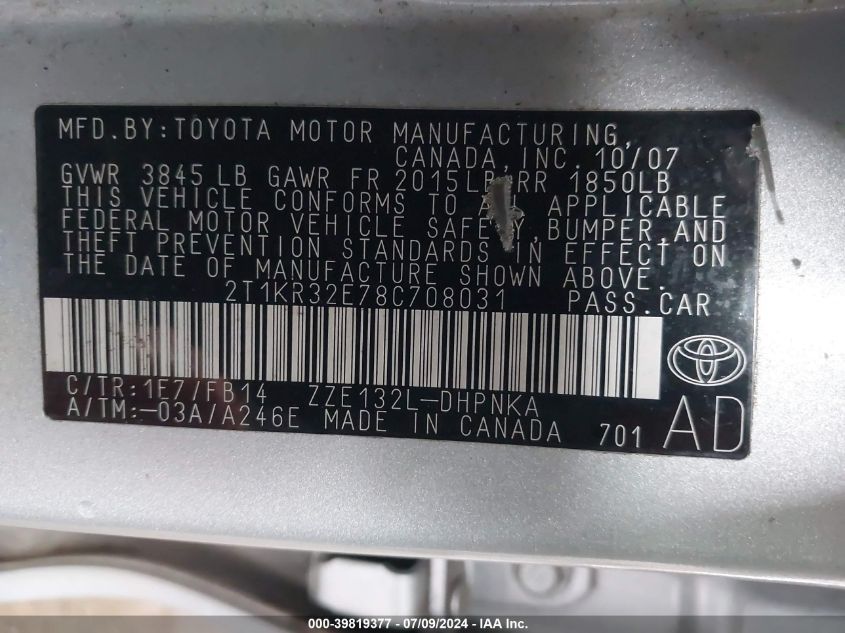 MFD.BY:TOYOTA MOTOR MANUFACTURING,
CANADA, INC. 10/07
GVWR 3845 LB GAWR FR 2015LB RR 1850LB
THIS VEHICLE CONFORMS TO APPLICABLE
FEDERAL MOTOR VEHICLE SAFETY, BUMPER, AND
THEFT PREVENTION STANDARDS IN EFFECT ON
THE DATE OF MANUFACTURE SHOWN ABOVE.
2T1KR32E78C708031 PASS.CAR
C/TR:1E7/FB14 ZZE132L-DHPNKA
A/TM:-03A/A246E MADE IN CANADA 701 AD
000-39819377 - 07/09/2024 - IAA Inc.